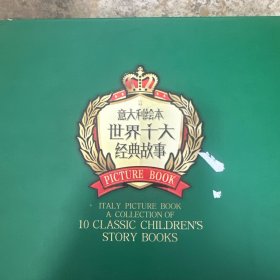 意大利绘本
世界十大
经典故事
PICTURE BOOK
ITALY PICTURE BOOK
A COLLECTION OF
10 CLASSIC CHILDREN'S
STORY BOOKS